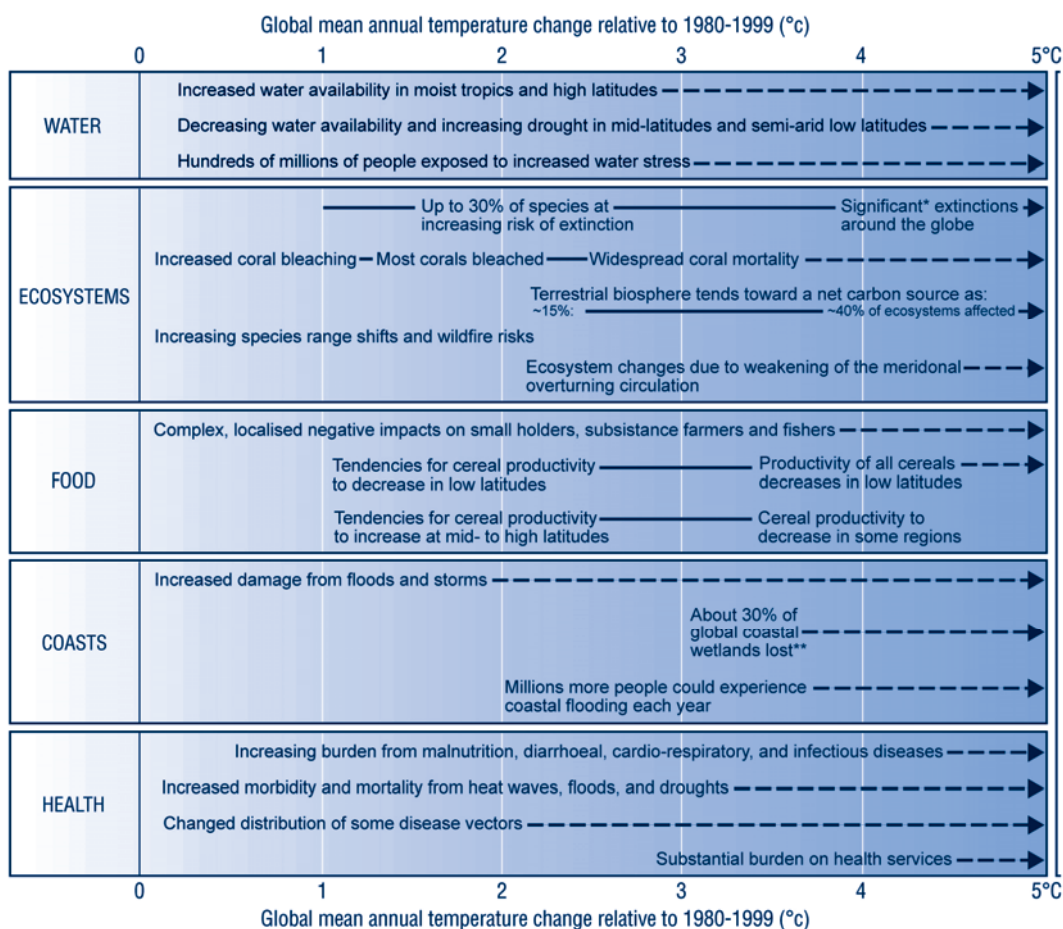 Global mean annual temperature change relative to 1980-1999 (°c)
0 1 2 3 4 5°C
WATER
Increased water availability in moist tropics and high latitudes
Decreasing water availability and increasing drought in mid-latitudes and semi-arid low latitudes
Hundreds of millions of people exposed to increased water stress
ECOSYSTEMS
Up to 30% of species at
increasing risk of extinction
Significant* extinctions
around the globe
Increased coral bleaching Most corals bleached Widespread coral mortality
Terrestrial biosphere tends toward a net carbon source as:
~15%: ~40% of ecosystems affected
Increasing species range shifts and wildfire risks
Ecosystem changes due to weakening of the meridonal
overturning circulation
FOOD
Complex, localised negative impacts on small holders, subsistance farmers and fishers
Tendencies for cereal productivity
to decrease in low latitudes
Productivity of all cereals
decreases in low latitudes
Tendencies for cereal productivity
to increase at mid- to high latitudes
Cereal productivity to
decrease in some regions
COASTS
Increased damage from floods and storms
About 30% of
global coastal
wetlands lost**
Millions more people could experience
coastal flooding each year
HEALTH
Increasing burden from malnutrition, diarrhoeal, cardio-respiratory, and infectious diseases
Increased morbidity and mortality from heat waves, floods, and droughts
Changed distribution of some disease vectors
Substantial burden on health services
0 1 2 3 4 5°C
Global mean annual temperature change relative to 1980-1999 (°c)